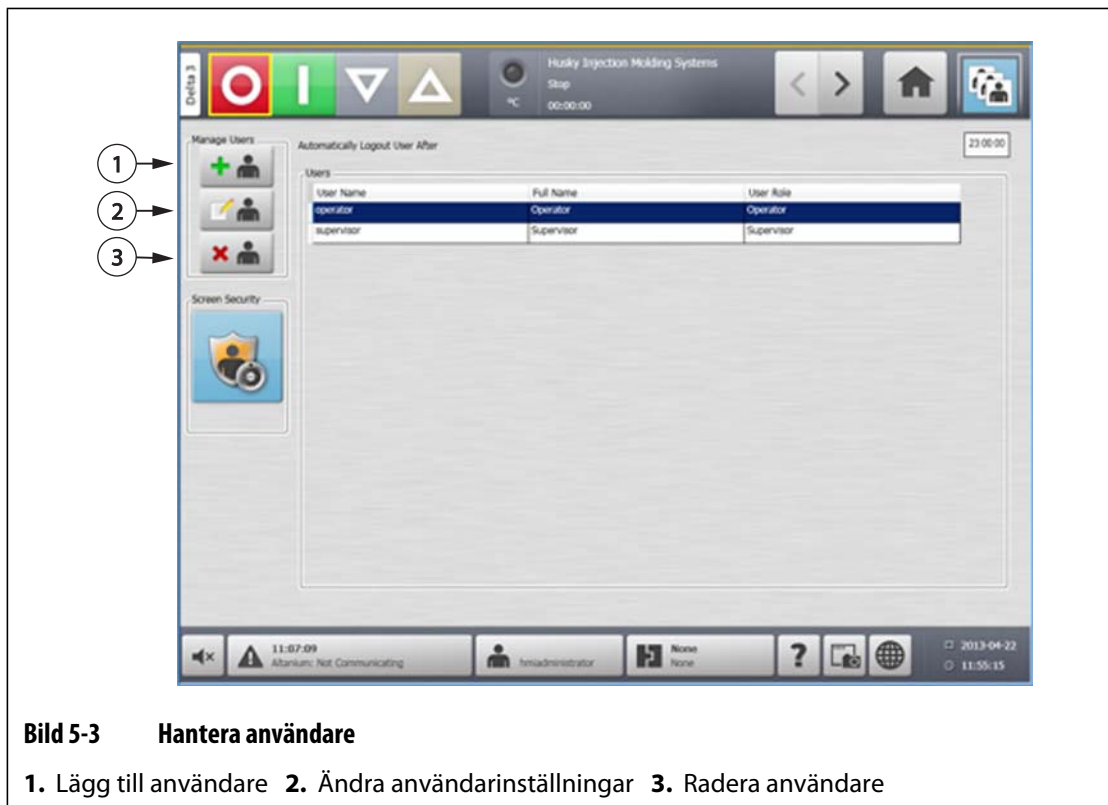 Delta 3
Husky Injection Molding Systems
Stop
°C 00:00:00
Manage Users
Automatically Logout User After
23:00:00
1
2
3
Users
User Name Full Name User Role
operator Operator Operator
supervisor Supervisor Supervisor
Screen Security
11:07:09
Altanium: Not Communicating
hmiadministrator
None
None
?
2013-04-22
11:55:15
Bild 5-3 Hantera användare
1. Lägg till användare 2. Ändra användarinställningar 3. Radera användare